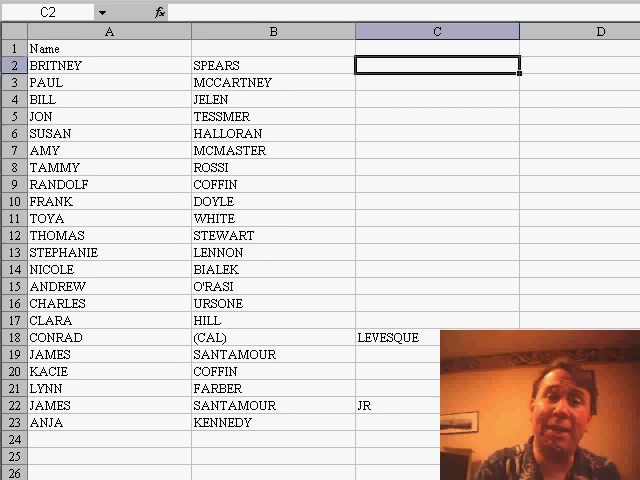 C2 fx
A B C D
1 Name
2 BRITNEY SPEARS
3 PAUL MCCARTNEY
4 BILL JELEN
5 JON TESSMER
6 SUSAN HALLORAN
7 AMY MCMASTER
8 TAMMY ROSSI
9 RANDOLF COFFIN
10 FRANK DOYLE
11 TOYA WHITE
12 THOMAS STEWART
13 STEPHANIE LENNON
14 NICOLE BIALEK
15 ANDREW O'RASI
16 CHARLES URSONE
17 CLARA HILL
18 CONRAD (CAL) LEVESQUE
19 JAMES SANTAMOUR
20 KACIE COFFIN
21 LYNN FARBER
22 JAMES SANTAMOUR JR
23 ANJA KENNEDY
24
25
26